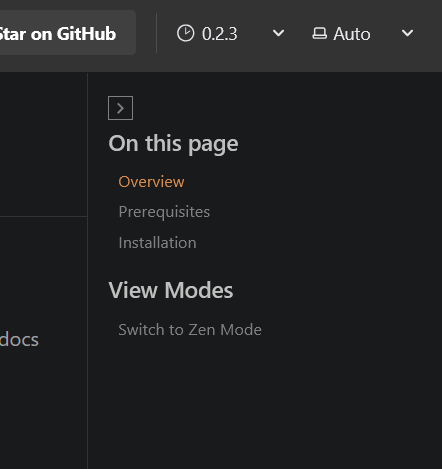 Star on GitHub
0.2.3
Auto
On this page
Overview
Prerequisites
Installation
View Modes
docs
Switch to Zen Mode